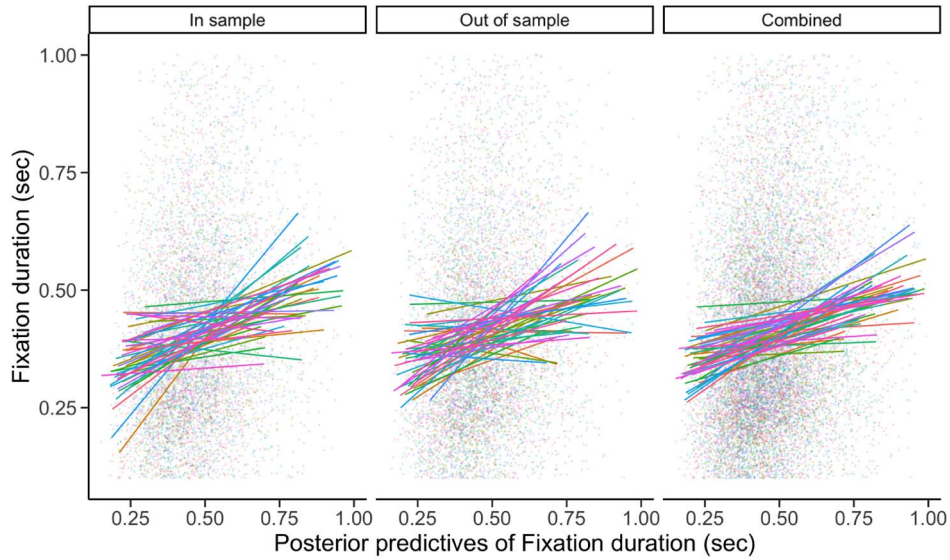 In sample
Out of sample
Combined
1.00
0.75
0.50
0.25
Fixation duration (sec)
0.25 0.50 0.75 1.00
0.25 0.50 0.75 1.00
0.25 0.50 0.75 1.00
Posterior predictives of Fixation duration (sec)